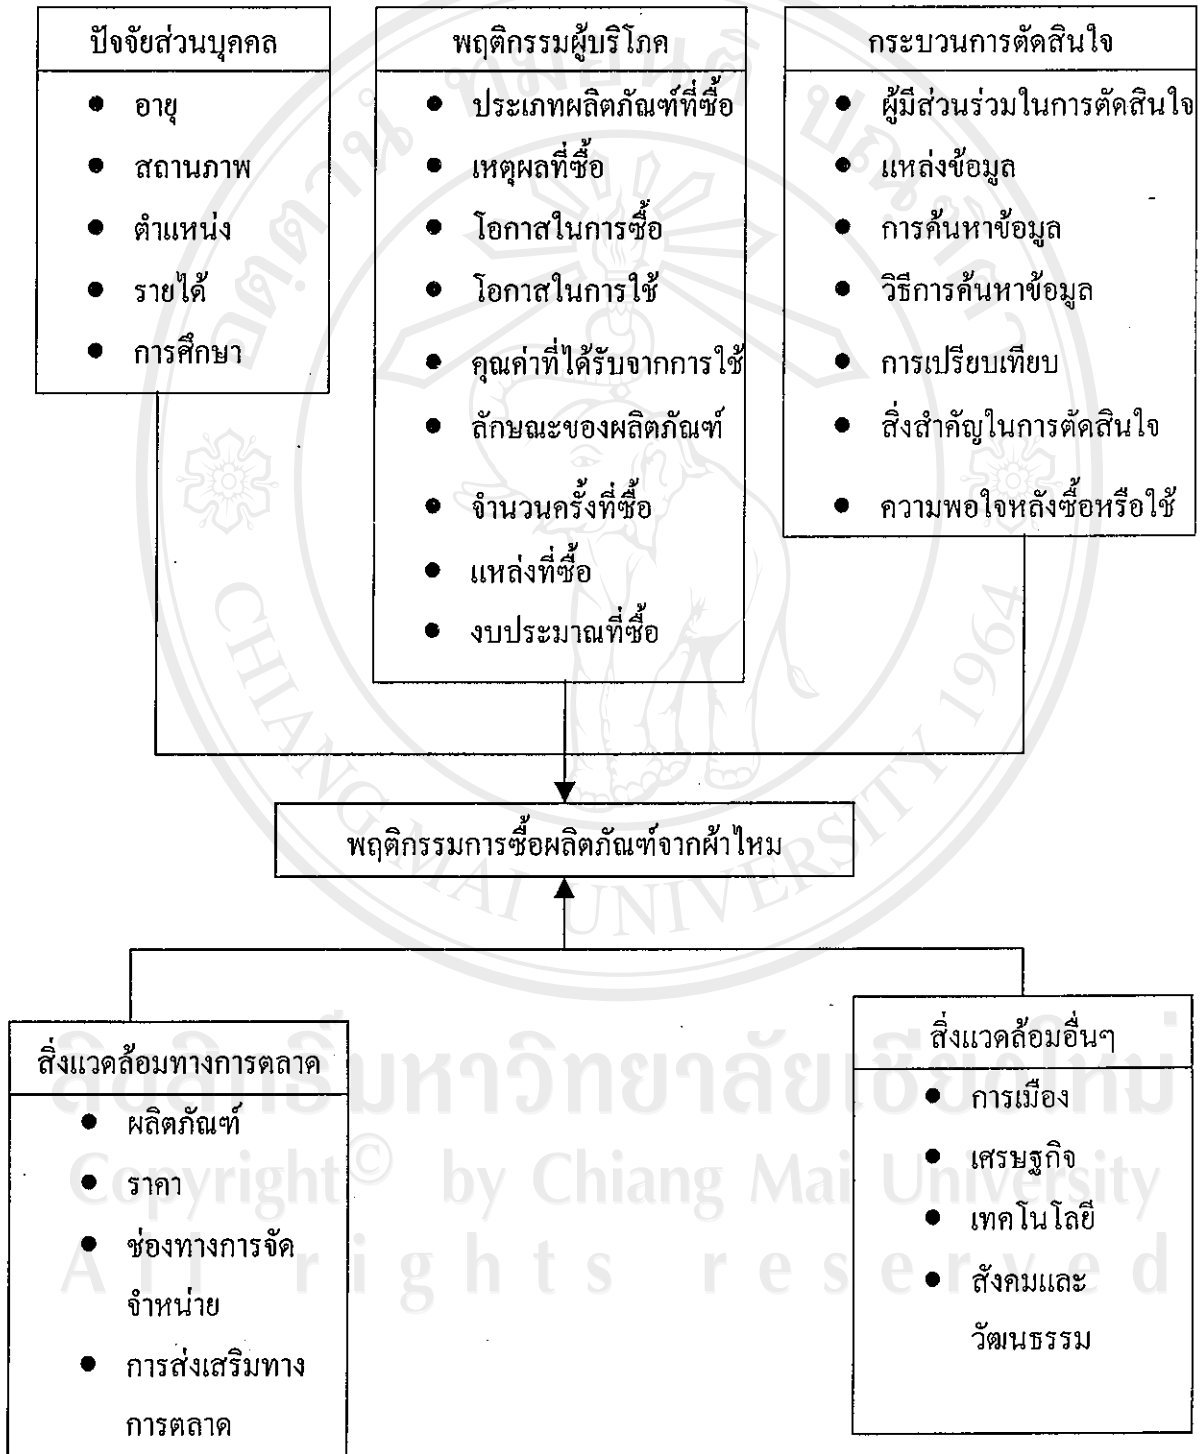 ปัจจัยส่วนบุคคล
อายุ
สถานภาพ
ตำแหน่ง
รายได้
การศึกษา
พฤติกรรมผู้บริโภค
ประเภทผลิตภัณฑ์ที่ซื้อ
เหตุผลที่ซื้อ
โอกาสในการซื้อ
โอกาสในการใช้
คุณค่าที่ได้รับจากการใช้
ลักษณะของผลิตภัณฑ์
จำนวนครั้งที่ซื้อ
แหล่งที่ซื้อ
งบประมาณที่ซื้อ
กระบวนการตัดสินใจ
ผู้มีส่วนร่วมในการตัดสินใจ
แหล่งข้อมูล
การค้นหาข้อมูล
วิธีการค้นหาข้อมูล
การเปรียบเทียบ
สิ่งสำคัญในการตัดสินใจ
ความพอใจหลังซื้อหรือใช้
พฤติกรรมการซื้อผลิตภัณฑ์จากผ้าไหม
สิ่งแวดล้อมทางการตลาด
ผลิตภัณฑ์
ราคา
ช่องทางการจัด
จำหน่าย
การส่งเสริมทาง
การตลาด
สิ่งแวดล้อมอื่นๆ
การเมือง
เศรษฐกิจ
เทคโนโลยี
สังคมและ
วัฒนธรรม
CHIANG MAI UNIVERSITY 1964
ลิขสิทธิ์มหาวิทยาลัยเชียงใหม่
Copyright© by Chiang Mai University
All rights reserved